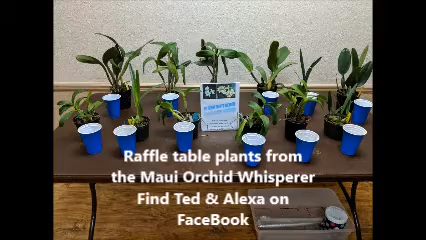 Raffle table plants from
the Maui Orchid Whisperer
Find Ted & Alexa on
FaceBook